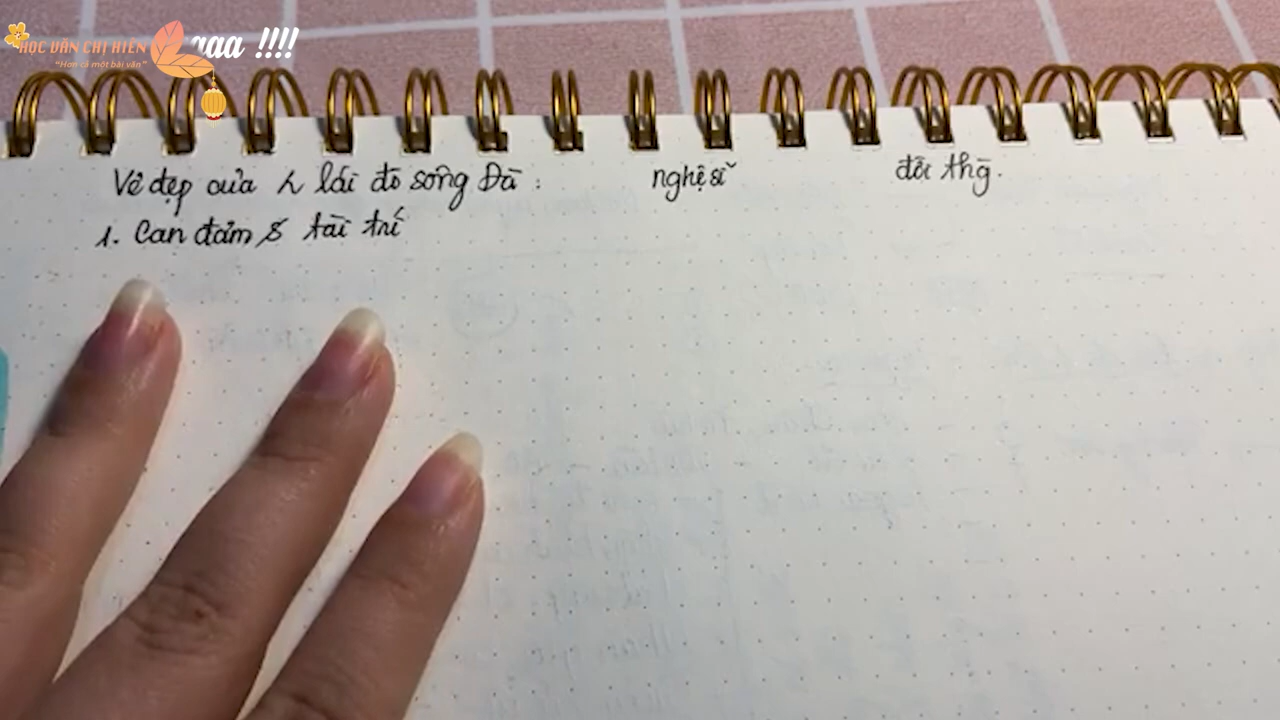 HỌC VĂN CHỊ HIÊN
"Hơn cả một bài văn"
aaa !!!!
Vẻ đẹp của λ lái đò sông Đà : nghệ sĩ đời thg.
1. Can đảm & tài trí